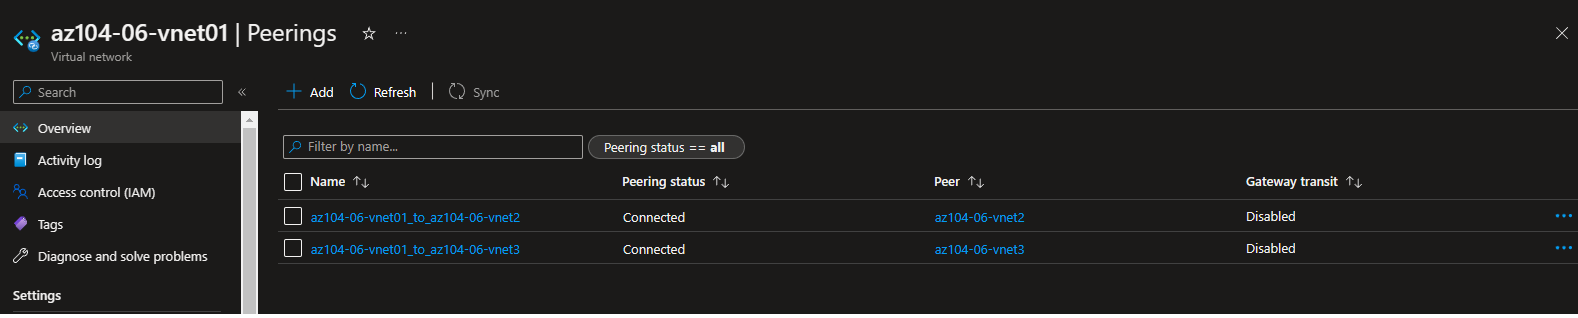 az104-06-vnet01 | Peerings
Virtual network
Search
Overview
Activity log
Access control (IAM)
Tags
Diagnose and solve problems
Settings
Add Refresh Sync
Filter by name...
Peering status == all
Name Peering status Peer Gateway transit
az104-06-vnet01_to_az104-06-vnet2 Connected az104-06-vnet2 Disabled
az104-06-vnet01_to_az104-06-vnet3 Connected az104-06-vnet3 Disabled